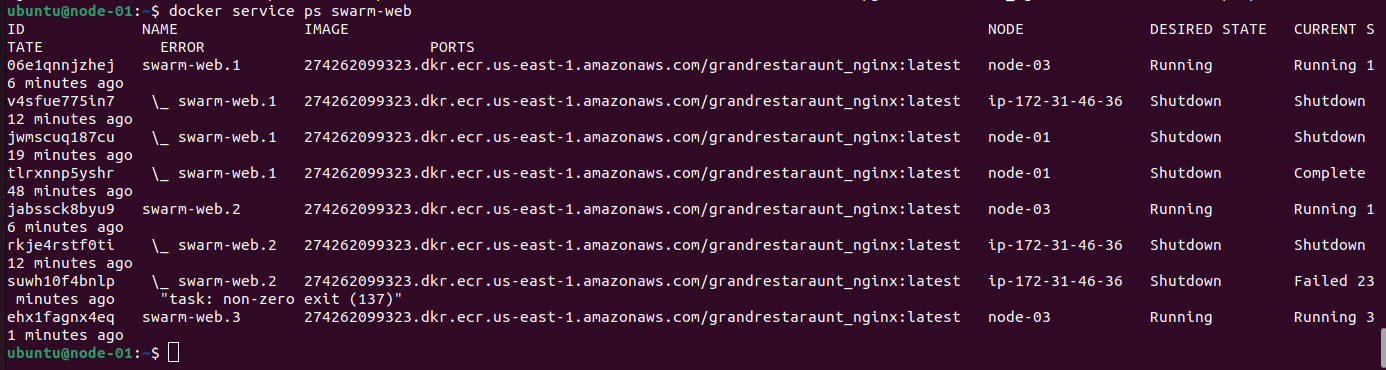 ubuntu@node-01:~$ docker service ps swarm-web
ID NAME IMAGE NODE DESIRED STATE CURRENT S
TATE ERROR PORTS
06e1qnnjzhej swarm-web.1 274262099323.dkr.ecr.us-east-1.amazonaws.com/grandrestaraunt_nginx:latest node-03 Running Running 1
6 minutes ago
v4sfue775in7 \_ swarm-web.1 274262099323.dkr.ecr.us-east-1.amazonaws.com/grandrestaraunt_nginx:latest ip-172-31-46-36 Shutdown Shutdown
12 minutes ago
jwmscuq187cu \_ swarm-web.1 274262099323.dkr.ecr.us-east-1.amazonaws.com/grandrestaraunt_nginx:latest node-01 Shutdown Shutdown
19 minutes ago
tlrxnnp5yshr \_ swarm-web.1 274262099323.dkr.ecr.us-east-1.amazonaws.com/grandrestaraunt_nginx:latest node-01 Shutdown Complete
48 minutes ago
jabssck8byu9 swarm-web.2 274262099323.dkr.ecr.us-east-1.amazonaws.com/grandrestaraunt_nginx:latest node-03 Running Running 1
6 minutes ago
rkje4rstf0ti \_ swarm-web.2 274262099323.dkr.ecr.us-east-1.amazonaws.com/grandrestaraunt_nginx:latest ip-172-31-46-36 Shutdown Shutdown
12 minutes ago
suwh10f4bnlp \_ swarm-web.2 274262099323.dkr.ecr.us-east-1.amazonaws.com/grandrestaraunt_nginx:latest ip-172-31-46-36 Shutdown Failed 23
minutes ago "task: non-zero exit (137)"
ehx1fagnx4eq swarm-web.3 274262099323.dkr.ecr.us-east-1.amazonaws.com/grandrestaraunt_nginx:latest node-03 Running Running 3
1 minutes ago
ubuntu@node-01:~$